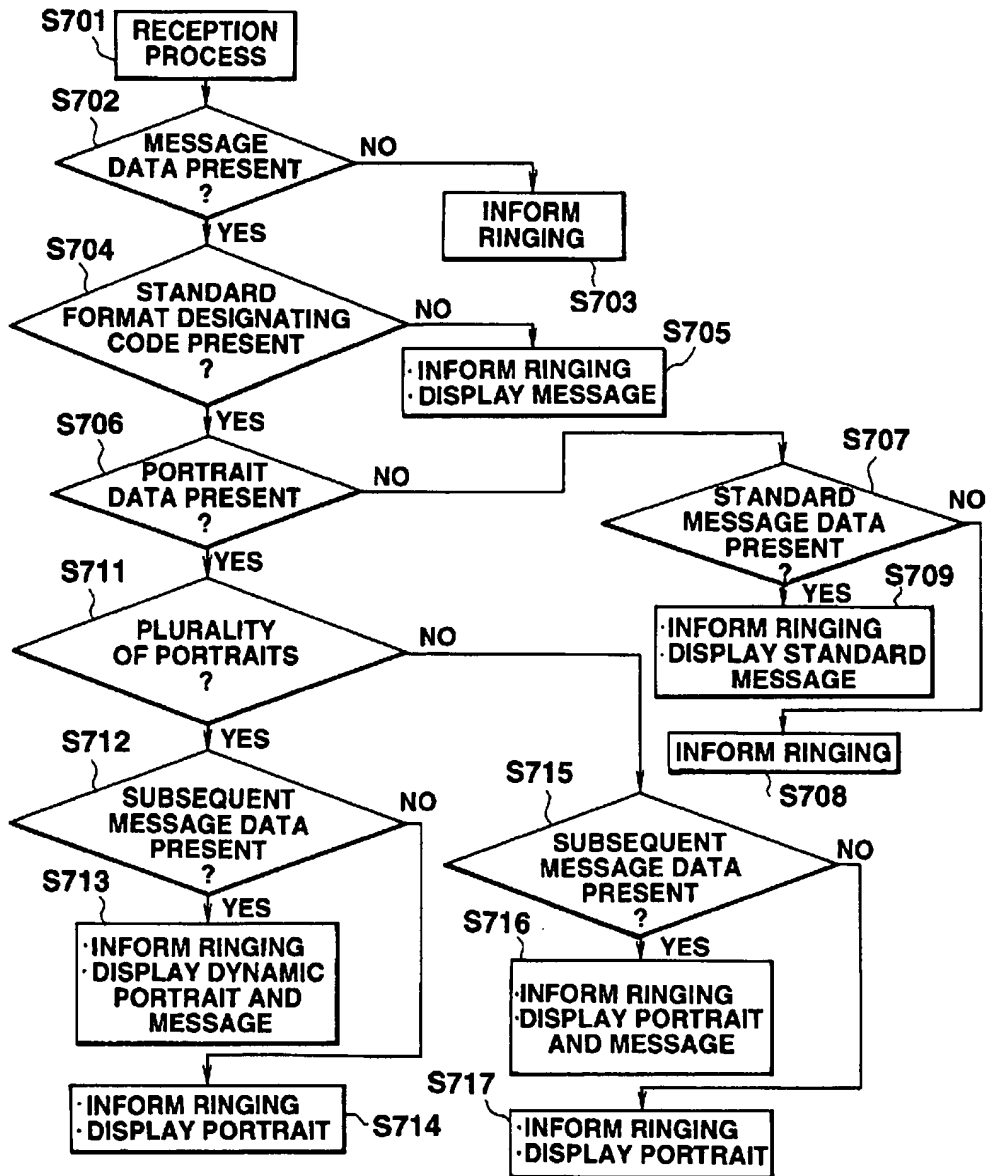 S701
RECEPTION
PROCESS
S702
MESSAGE
DATA PRESENT
?
NO
YES
INFORM
RINGING
S703
S704
STANDARD
FORMAT DESIGNATING
CODE PRESENT
?
NO
YES
S705
· INFORM RINGING
· DISPLAY MESSAGE
S706
PORTRAIT
DATA PRESENT
?
NO
YES
S707
STANDARD
MESSAGE DATA
PRESENT
?
NO
YES
S709
· INFORM RINGING
· DISPLAY STANDARD
MESSAGE
INFORM RINGING
S708
S711
PLURALITY
OF PORTRAITS
?
NO
YES
S712
SUBSEQUENT
MESSAGE DATA
PRESENT
?
NO
YES
S713
· INFORM RINGING
· DISPLAY DYNAMIC
PORTRAIT AND
MESSAGE
· INFORM RINGING
· DISPLAY PORTRAIT
S714
S715
SUBSEQUENT
MESSAGE DATA
PRESENT
?
NO
YES
S716
· INFORM RINGING
· DISPLAY PORTRAIT
AND MESSAGE
S717
· INFORM RINGING
· DISPLAY PORTRAIT